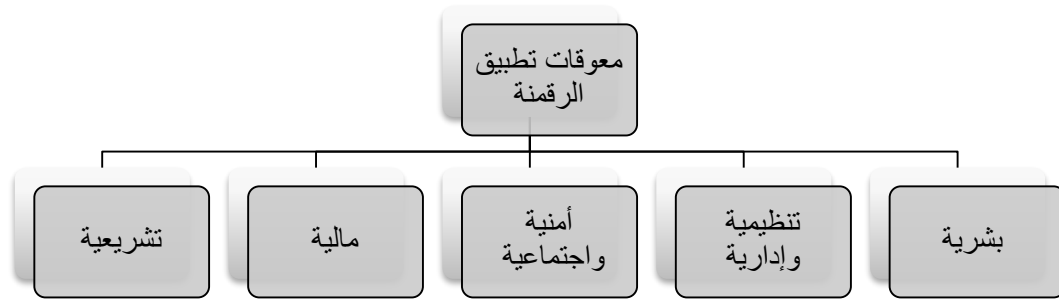 معوقات تطبيق
الرقمنة
بشرية
تنظيمية
وإدارية
أمنية
واجتماعية
مالية
تشريعية